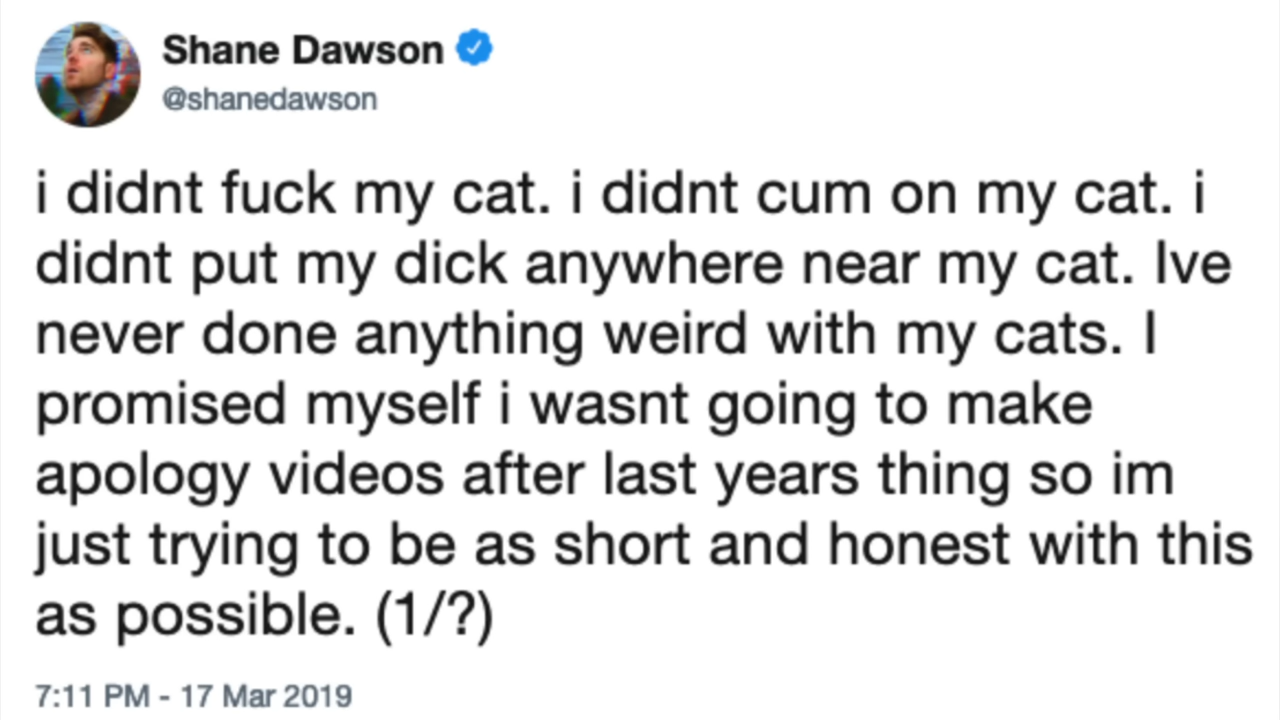 Shane Dawson
@shanedawson
i didnt fuck my cat. i didnt cum on my cat. i
didnt put my dick anywhere near my cat. Ive
never done anything weird with my cats. I
promised myself i wasnt going to make
apology videos after last years thing so im
just trying to be as short and honest with this
as possible. (1/?)
7:11 PM - 17 Mar 2019